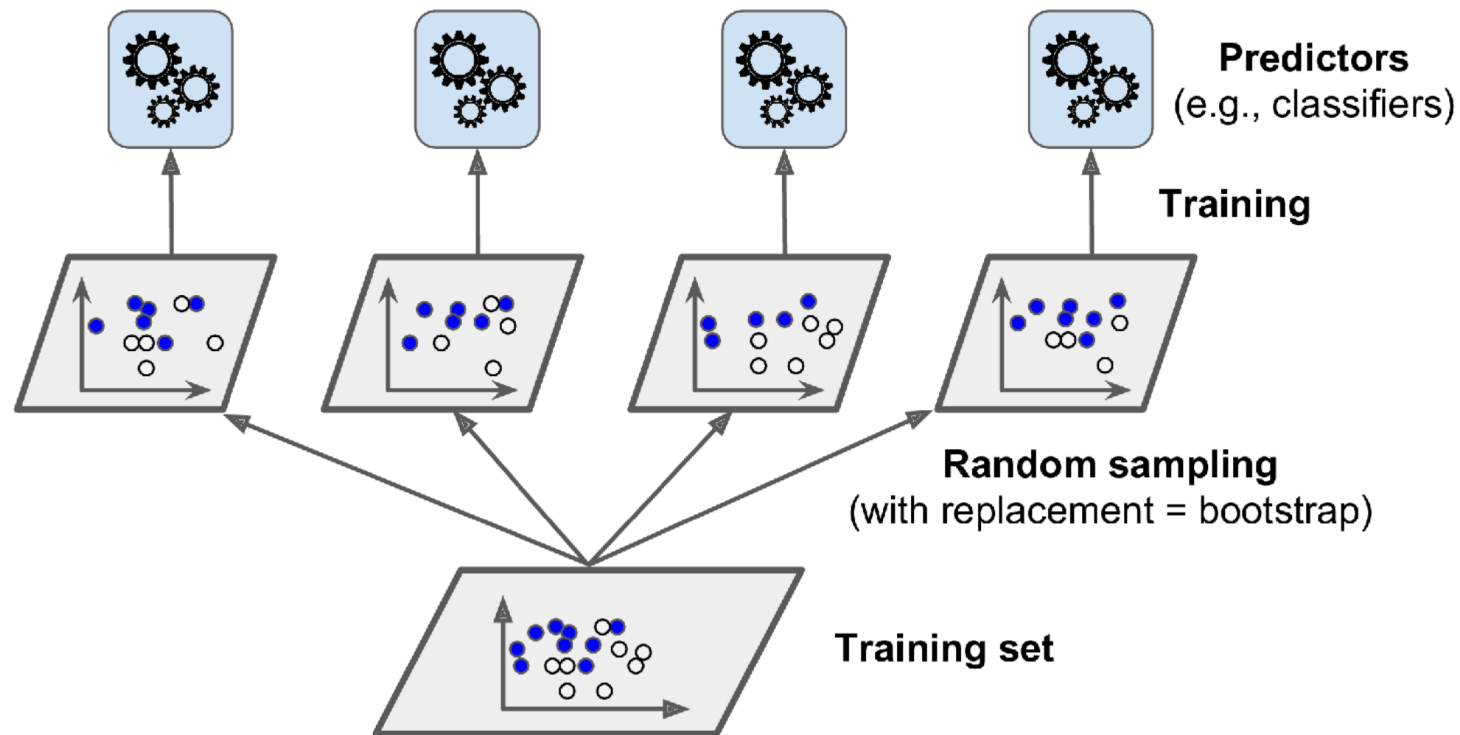 Predictors
(e.g., classifiers)
Training
Random sampling
(with replacement = bootstrap)
Training set